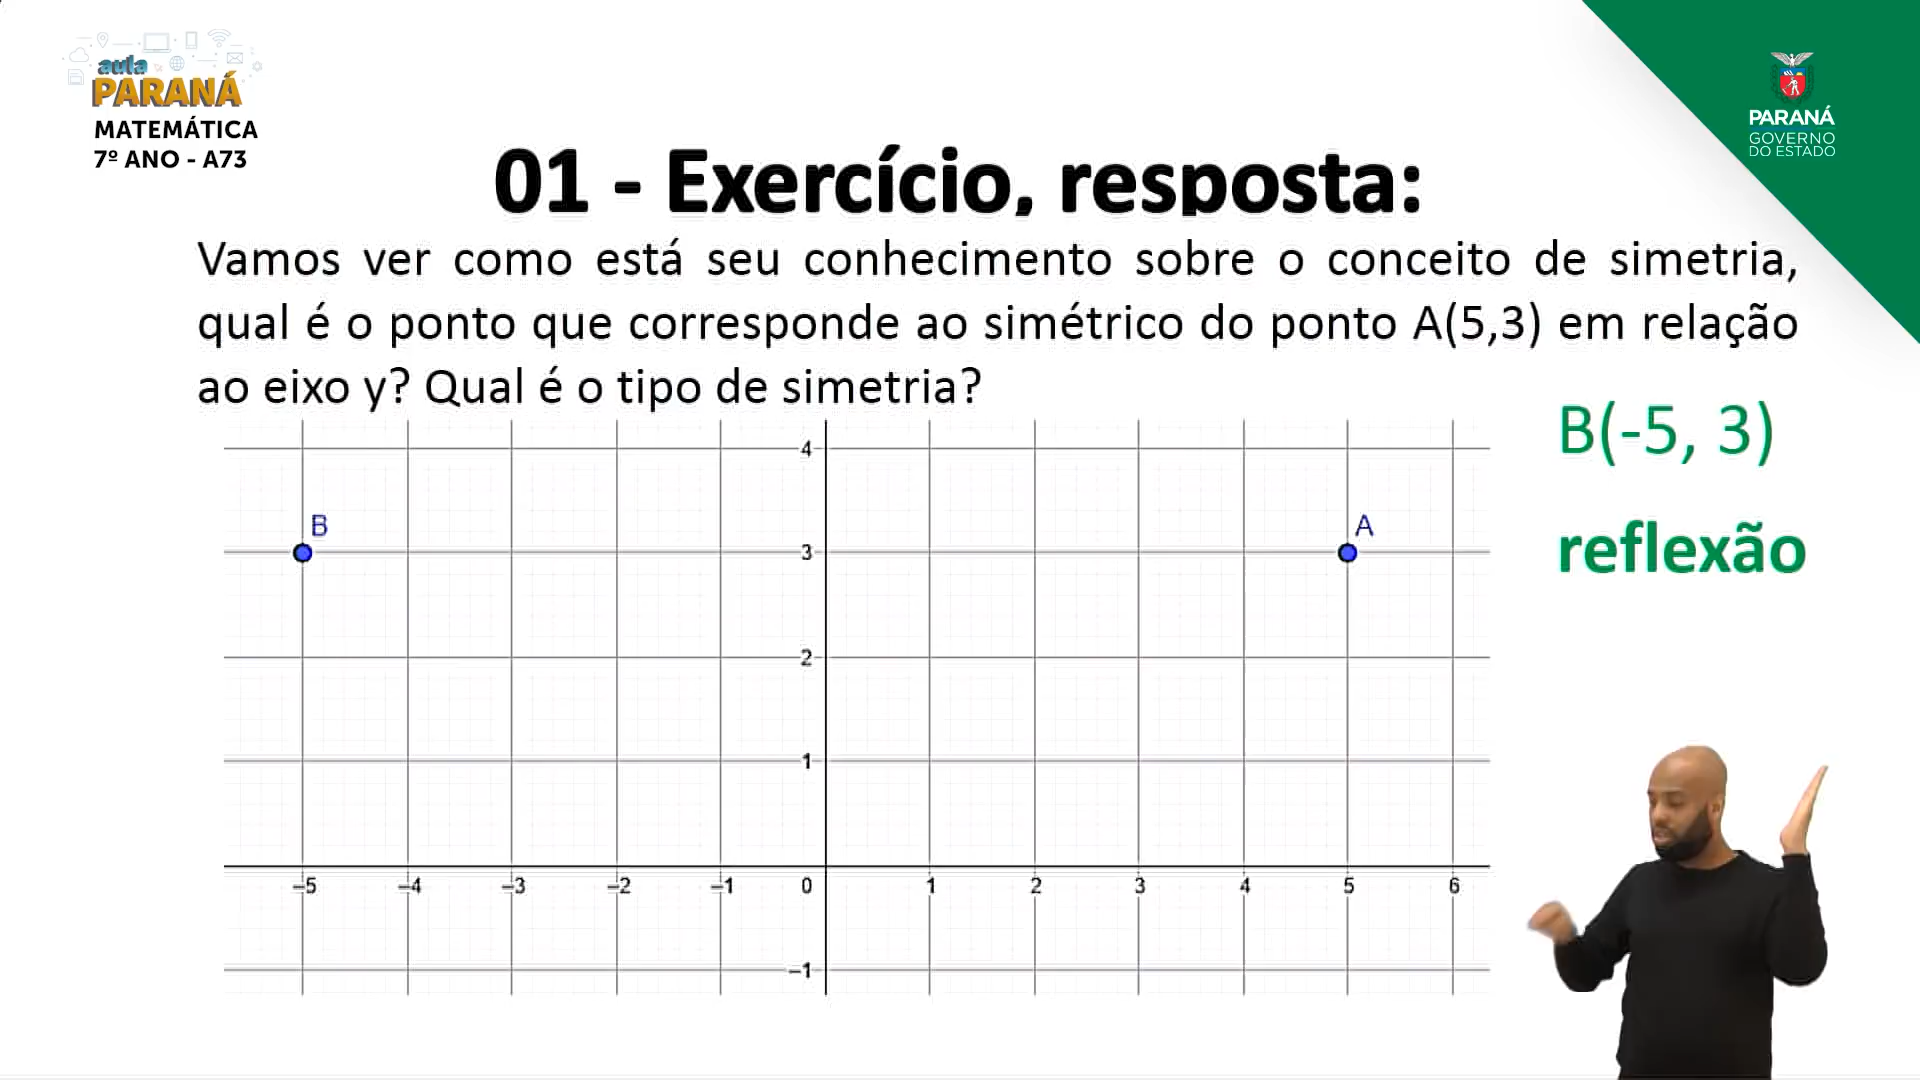 aula
PARANÁ
MATEMÁTICA
7º ANO - A73
PARANÁ
GOVERNO
DO ESTADO
01 - Exercício, resposta:
Vamos ver como está seu conhecimento sobre o conceito de simetria,
qual é o ponto que corresponde ao simétrico do ponto A(5,3) em relação
ao eixo y? Qual é o tipo de simetria?
B(-5, 3)
reflexão
4
B
A
3
2
1
–5 –4 –3 –2 –1 0 1 2 3 4 5 6
–1